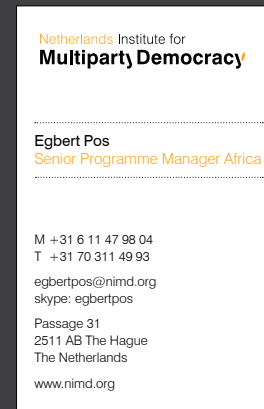 Netherlands Institute for
Multiparty Democracy
Egbert Pos
Senior Programme Manager Africa
M +31 6 11 47 98 04
T +31 70 311 49 93
egbertpos@nimd.org
skype: egbertpos
Passage 31
2511 AB The Hague
The Netherlands
www.nimd.org